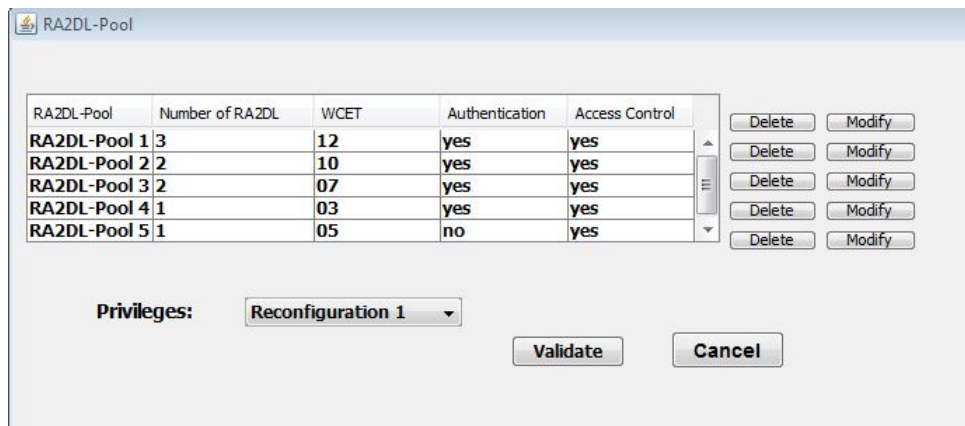 RA2DL-Pool
RA2DL-Pool Number of RA2DL WCET Authentication Access Control
RA2DL-Pool 1 3 12 yes yes Delete Modify
RA2DL-Pool 2 2 10 yes yes Delete Modify
RA2DL-Pool 3 2 07 yes yes Delete Modify
RA2DL-Pool 4 1 03 yes yes Delete Modify
RA2DL-Pool 5 1 05 no yes Delete Modify
Privileges: Reconfiguration 1
Validate Cancel